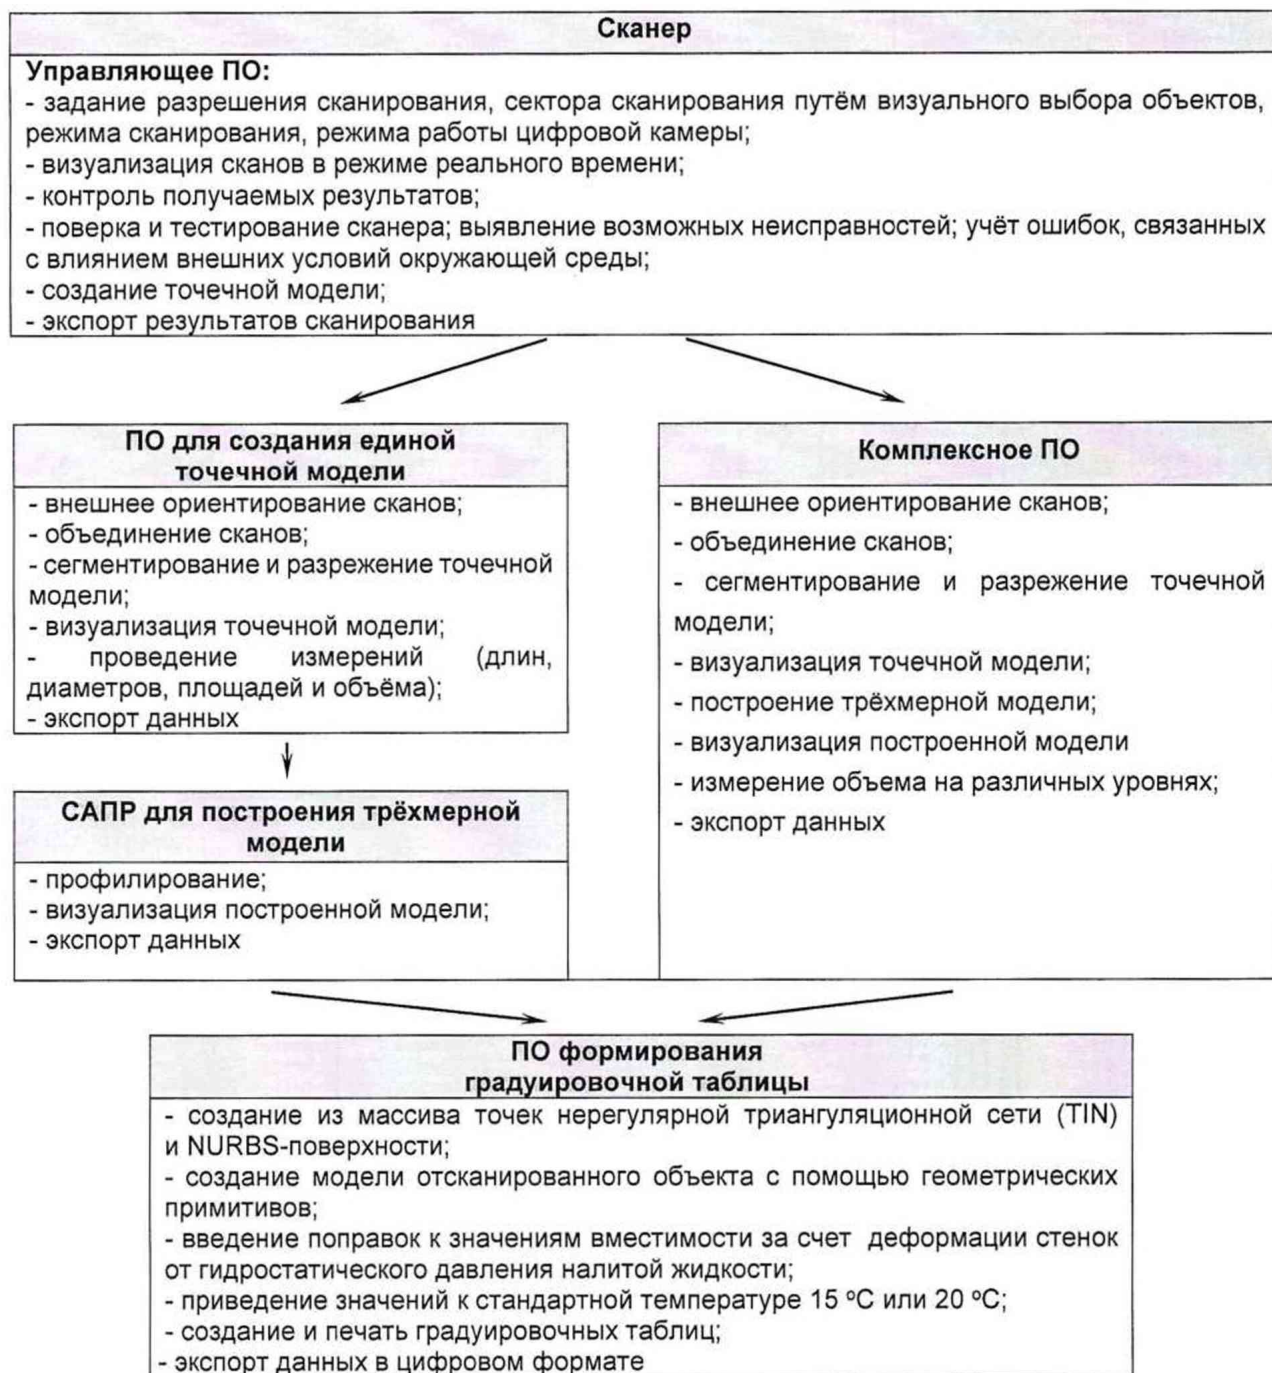 Сканер
Управляющее ПО:
- задание разрешения сканирования, сектора сканирования путём визуального выбора объектов,
режима сканирования, режима работы цифровой камеры;
- визуализация сканов в режиме реального времени;
- контроль получаемых результатов;
- поверка и тестирование сканера; выявление возможных неисправностей; учёт ошибок, связанных
с влиянием внешних условий окружающей среды;
- создание точечной модели;
- экспорт результатов сканирования
ПО для создания единой
точечной модели
- внешнее ориентирование сканов;
- объединение сканов;
- сегментирование и разрежение точечной
модели;
- визуализация точечной модели;
- проведение измерений (длин,
диаметров, площадей и объёма);
- экспорт данных
САПР для построения трёхмерной
модели
- профилирование;
- визуализация построенной модели;
- экспорт данных
Комплексное ПО
- внешнее ориентирование сканов;
- объединение сканов;
- сегментирование и разрежение точечной
модели;
- визуализация точечной модели;
- построение трёхмерной модели;
- визуализация построенной модели
- измерение объема на различных уровнях;
- экспорт данных
ПО формирования
градуировочной таблицы
- создание из массива точек нерегулярной триангуляционной сети (TIN)
и NURBS-поверхности;
- создание модели отсканированного объекта с помощью геометрических
примитивов;
- введение поправок к значениям вместимости за счет деформации стенок
от гидростатического давления налитой жидкости;
- приведение значений к стандартной температуре 15 ºС или 20 ºС;
- создание и печать градуировочных таблиц;
- экспорт данных в цифровом формате